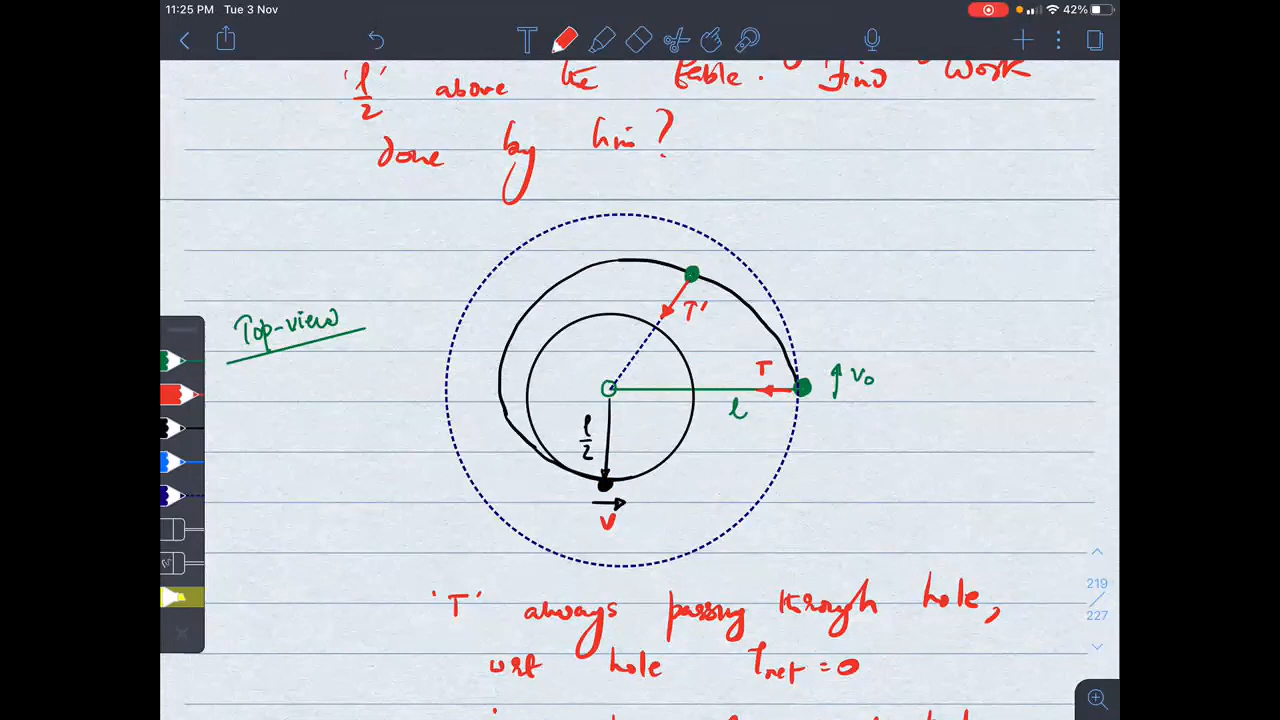 11:25 PM Tue 3 Nov
42%
'l/2' above the table. Find work
done by him?
Top-view
T'
T
v₀
l
l/2
v
219
227
'T' always passing through hole,
wrt hole τnet = 0